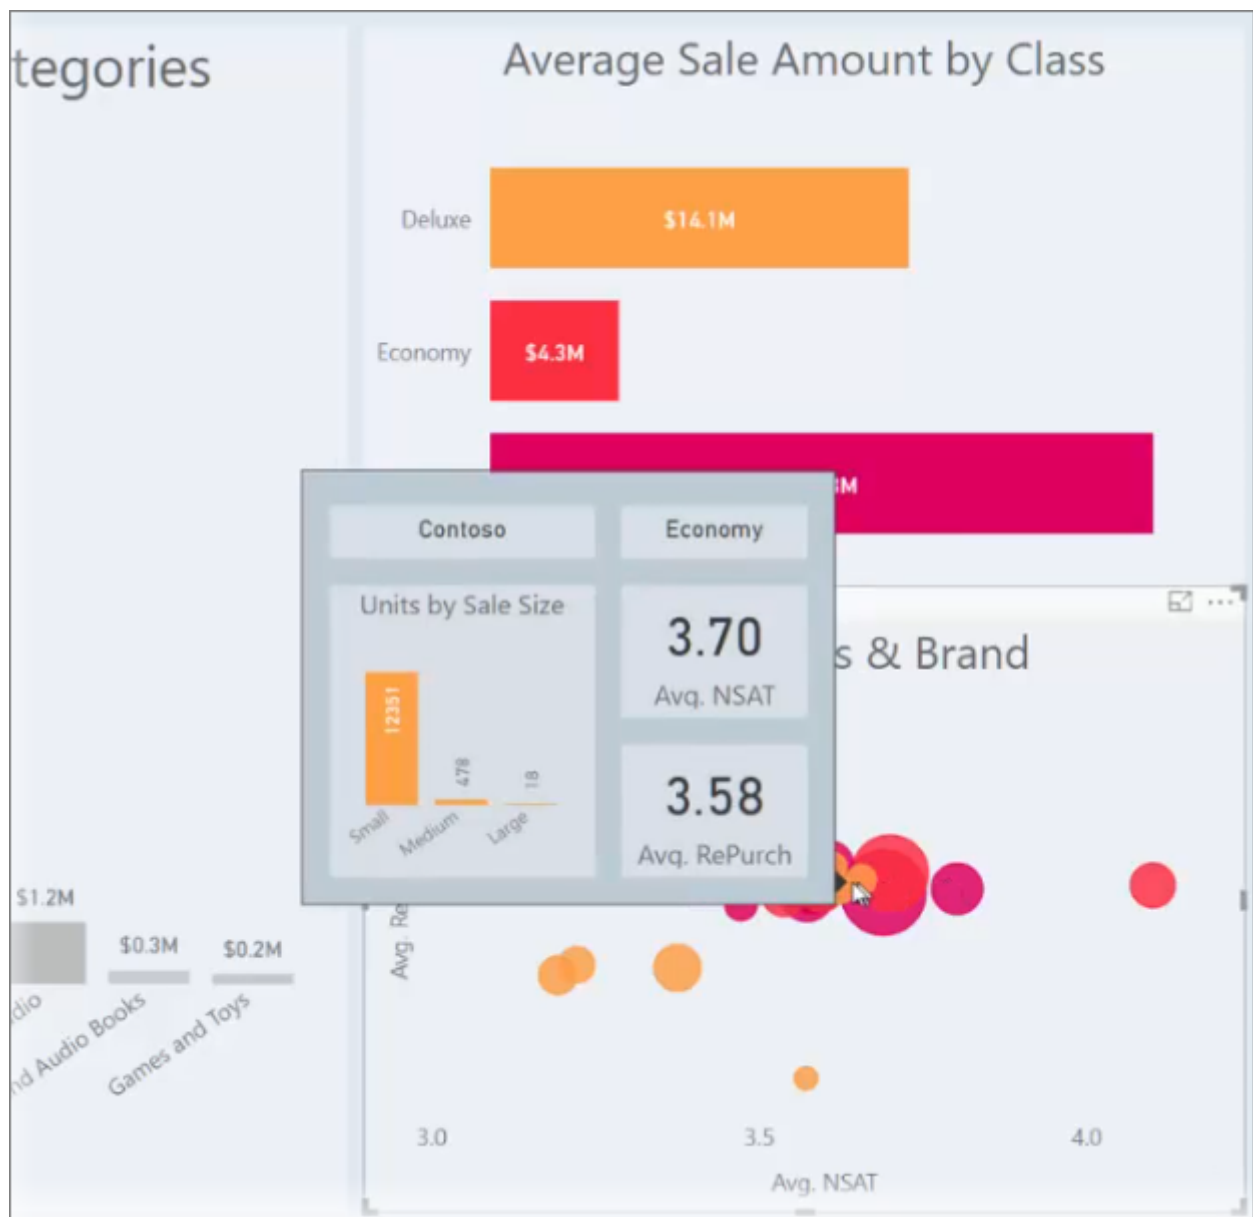 tegories
Average Sale Amount by Class
Deluxe
$14.1M
Economy
$4.3M
Contoso
Economy
Units by Sale Size
12351
478
18
Small
Medium
Large
3.70
Avg. NSAT
3.58
Avg. RePurch
s & Brand
$1.2M
$0.3M
$0.2M
dio
nd Audio Books
Games and Toys
Avg. Re
3.0
3.5
4.0
Avg. NSAT